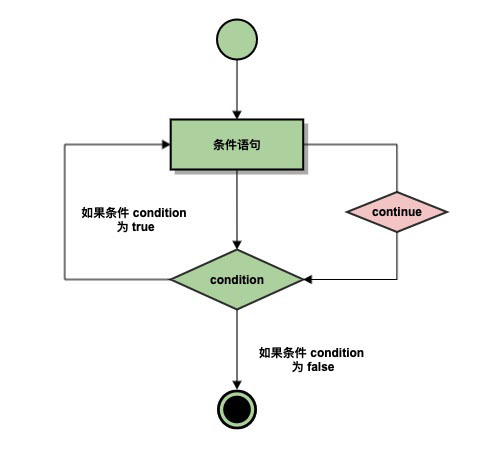 条件语句
如果条件 condition
为 true
continue
condition
如果条件 condition
为 false